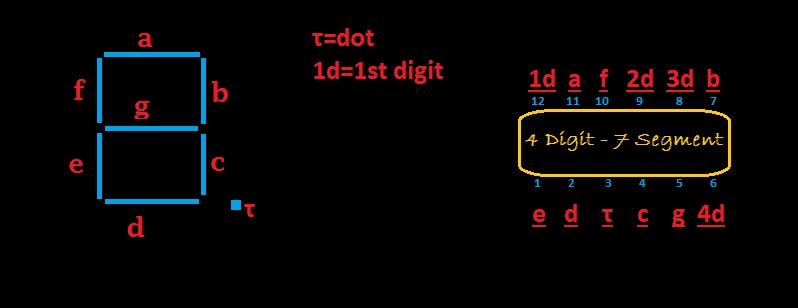 a
τ=dot
1d=1st digit
f
b
g
1d a f 2d 3d b
12 11 10 9 8 7
4 Digit - 7 Segment
e
c
1 2 3 4 5 6
τ
e d τ c g 4d
d